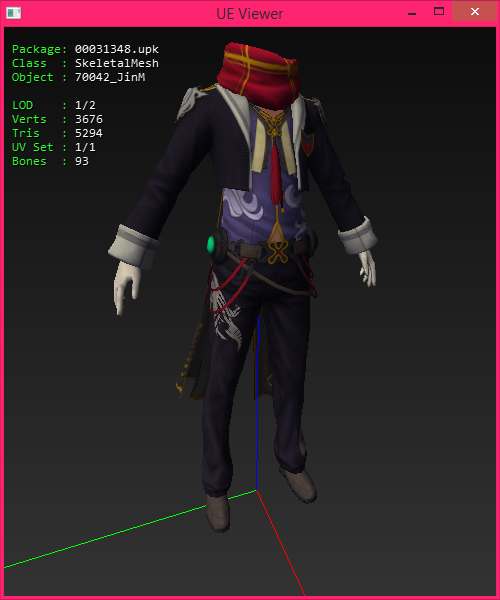 UE Viewer
Package: 00031348.upk
Class : SkeletalMesh
Object : 70042_JinM
LOD : 1/2
Verts : 3676
Tris : 5294
UV Set : 1/1
Bones : 93